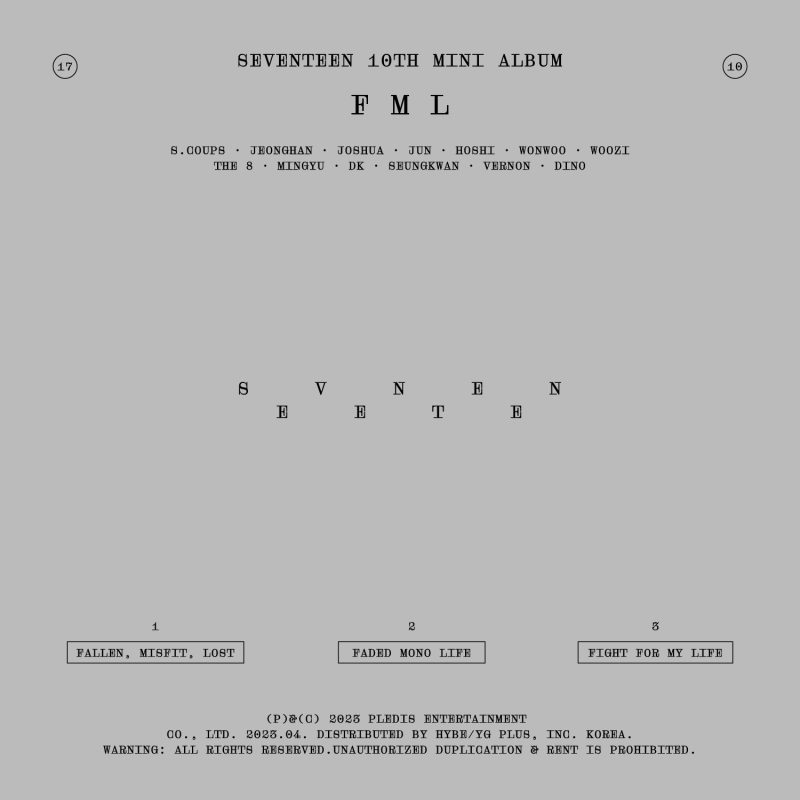 17
SEVENTEEN 10TH MINI ALBUM
10
F M L
S.COUPS · JEONGHAN · JOSHUA · JUN · HOSHI · WONWOO · WOOZI
THE 8 · MINGYU · DK · SEUNGKWAN · VERNON · DINO
S V N E N
E E T E
1
2
3
FALLEN, MISFIT, LOST
FADED MONO LIFE
FIGHT FOR MY LIFE
(P)&(C) 2023 PLEDIS ENTERTAINMENT
CO., LTD. 2023.04. DISTRIBUTED BY HYBE/YG PLUS, INC. KOREA.
WARNING: ALL RIGHTS RESERVED.UNAUTHORIZED DUPLICATION & RENT IS PROHIBITED.